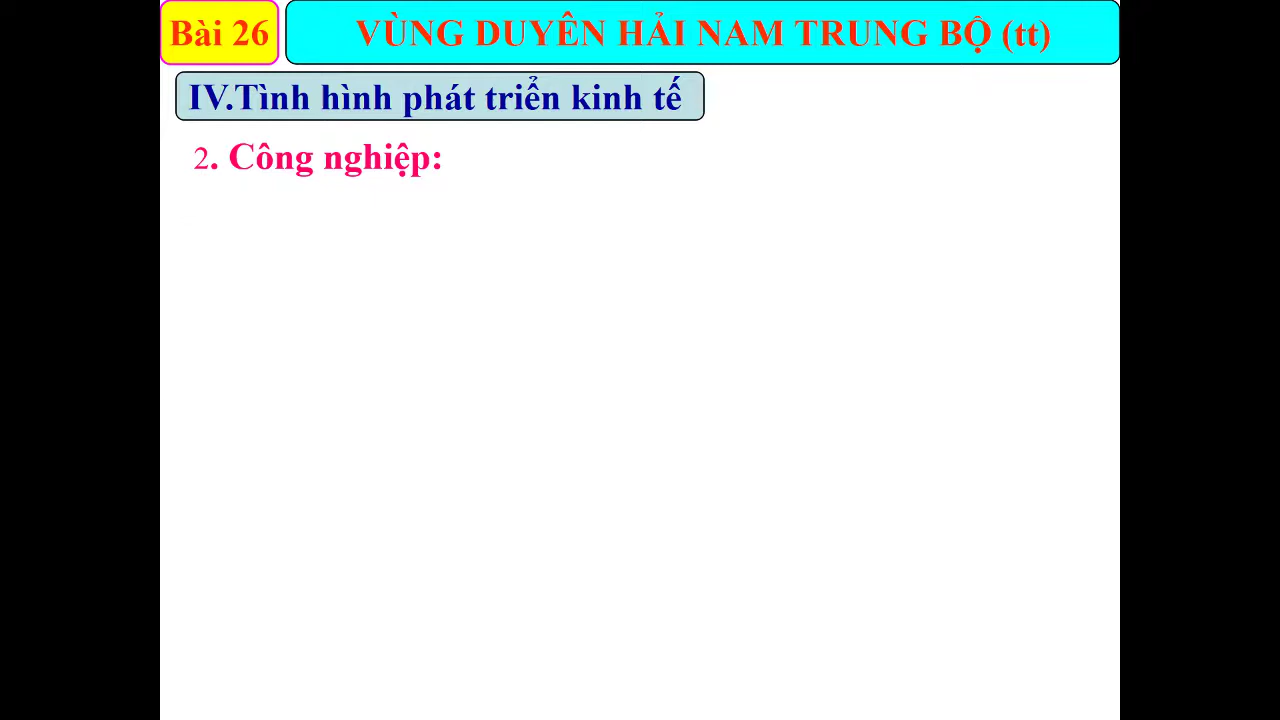 Bài 26
VÙNG DUYÊN HẢI NAM TRUNG BỘ (tt)
IV.Tình hình phát triển kinh tế
2. Công nghiệp: